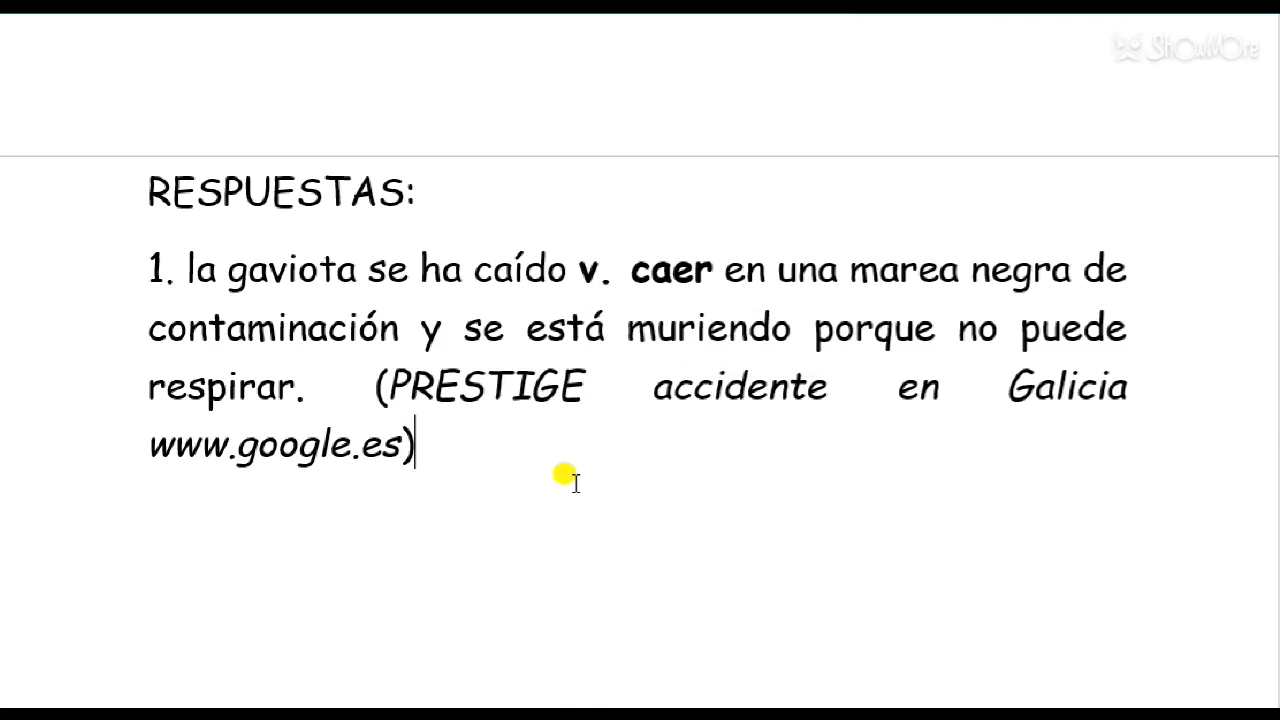 ShowMore
RESPUESTAS:
1. la gaviota se ha caído v. caer en una marea negra de
contaminación y se está muriendo porque no puede
respirar. (PRESTIGE accidente en Galicia
www.google.es)